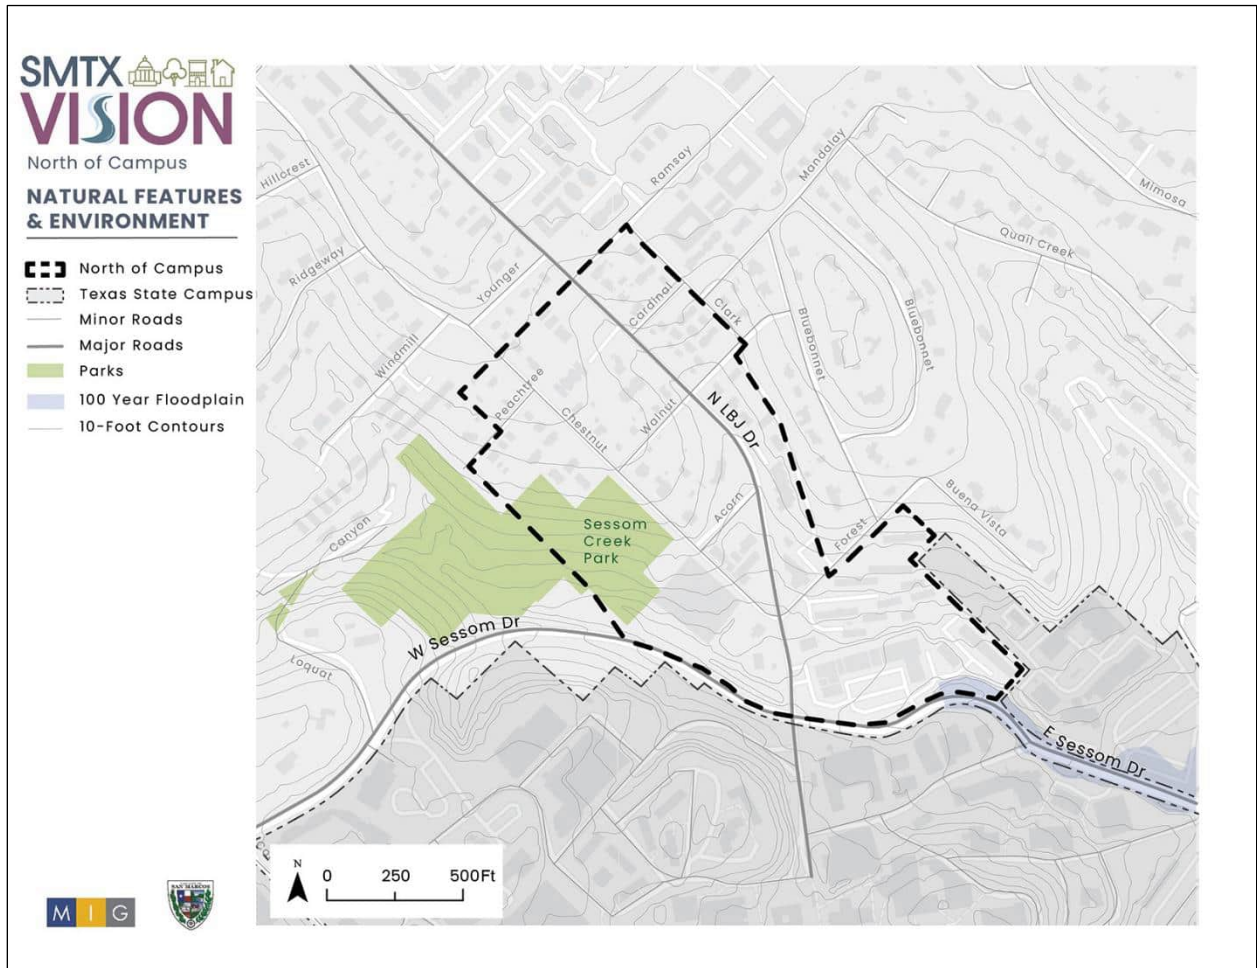 SMTX
VISION
North of Campus
NATURAL FEATURES
& ENVIRONMENT
North of Campus
Texas State Campus
Minor Roads
Major Roads
Parks
100 Year Floodplain
10-Foot Contours
Hillcrest
Ridgeway
Windmill
Younger
Ramsay
Mandalay
Mimosa
Quail Creek
Cardinal
Clark
Bluebonnet
Bluebonnet
Peachtree
Chestnut
Walnut
N LBJ Dr
Acorn
Forest
Buena Vista
Canyon
Sessom
Creek
Park
Loquat
W Sessom Dr
E Sessom Dr
N
0 250 500Ft
M I G
SAN MARCOS